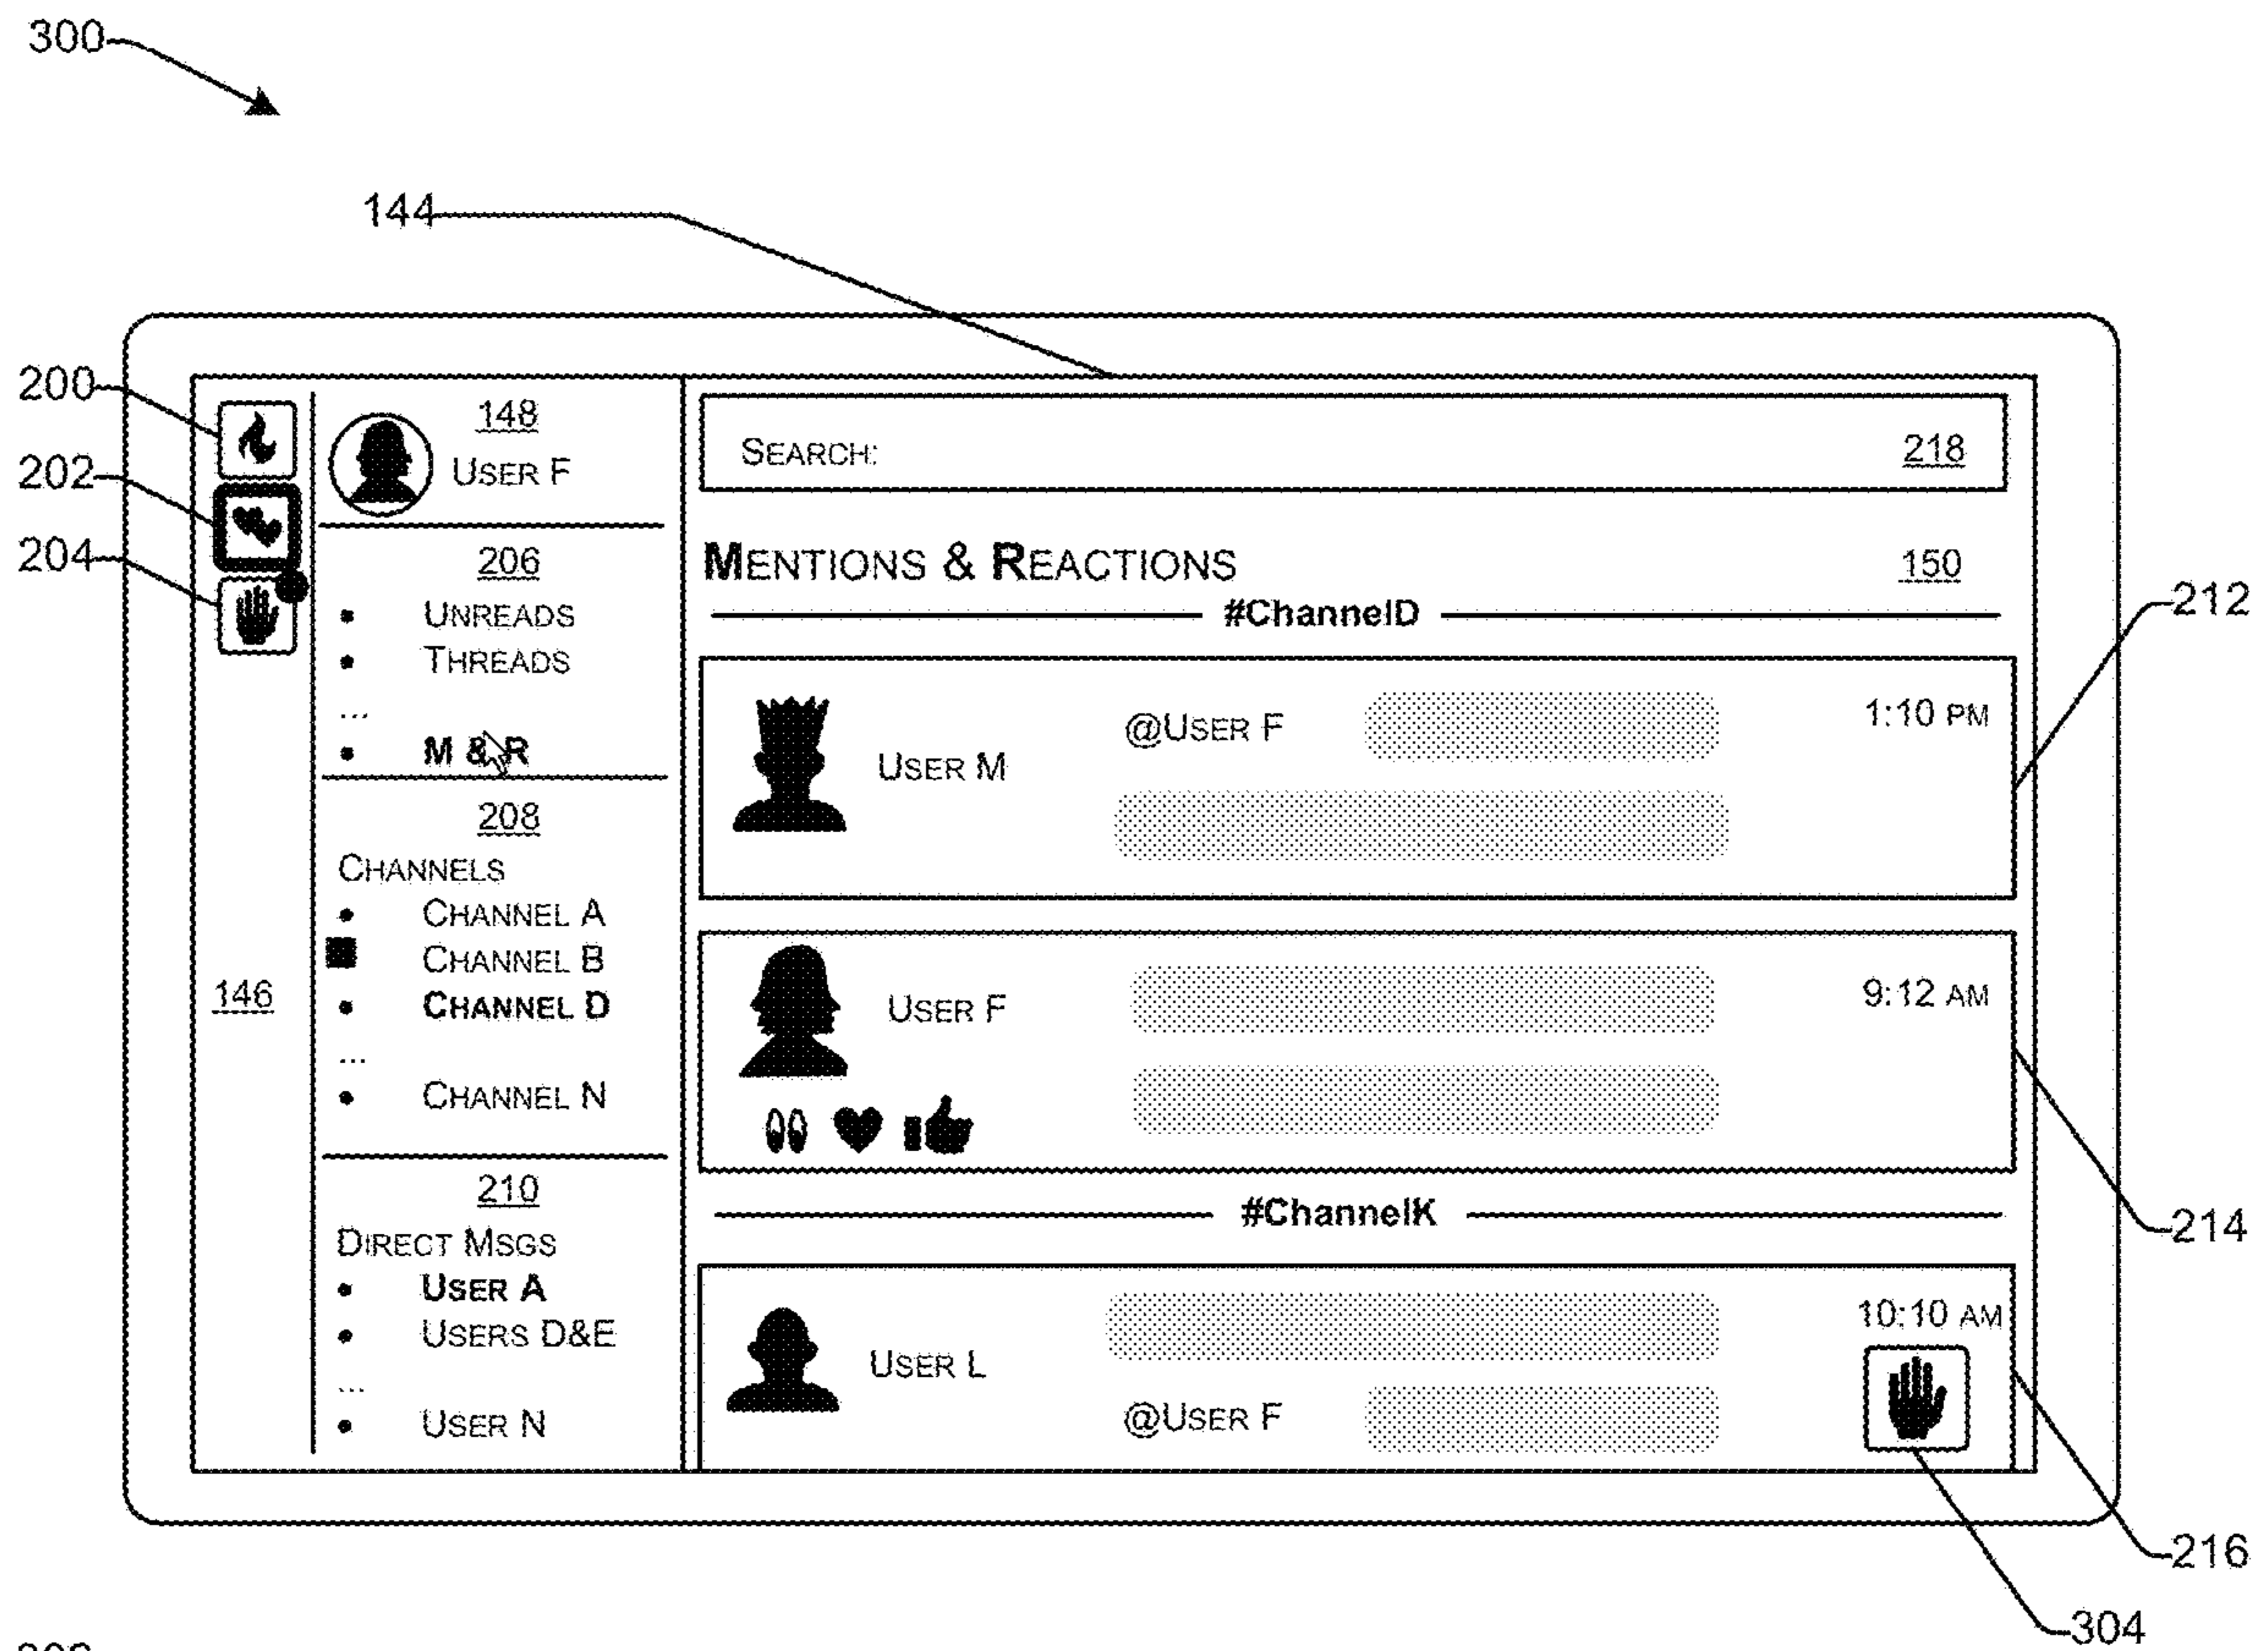 300
144
200
202
204
146
148
USER F
206
UNREADS
THREADS
...
M & R
208
CHANNELS
CHANNEL A
CHANNEL B
CHANNEL D
...
CHANNEL N
210
DIRECT MSGS
USER A
USERS D&E
...
USER N
SEARCH:
218
MENTIONS & REACTIONS
150
#ChannelD
USER M
@USER F
1:10 PM
USER F
9:12 AM
#ChannelK
USER L
@USER F
10:10 AM
212
214
216
304